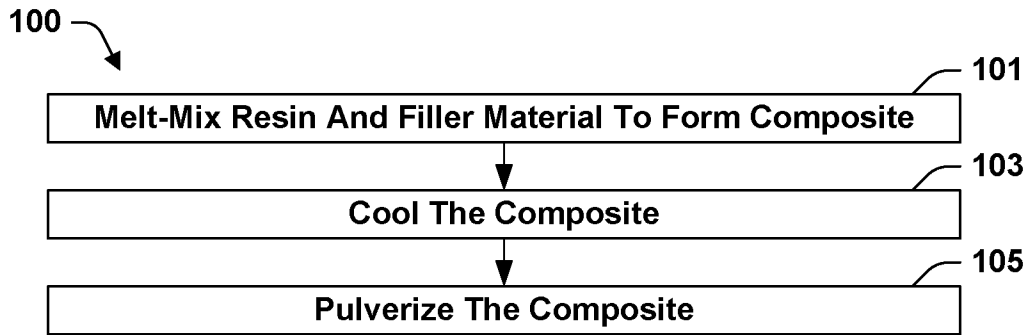 100
101
Melt-Mix Resin And Filler Material To Form Composite
103
Cool The Composite
105
Pulverize The Composite